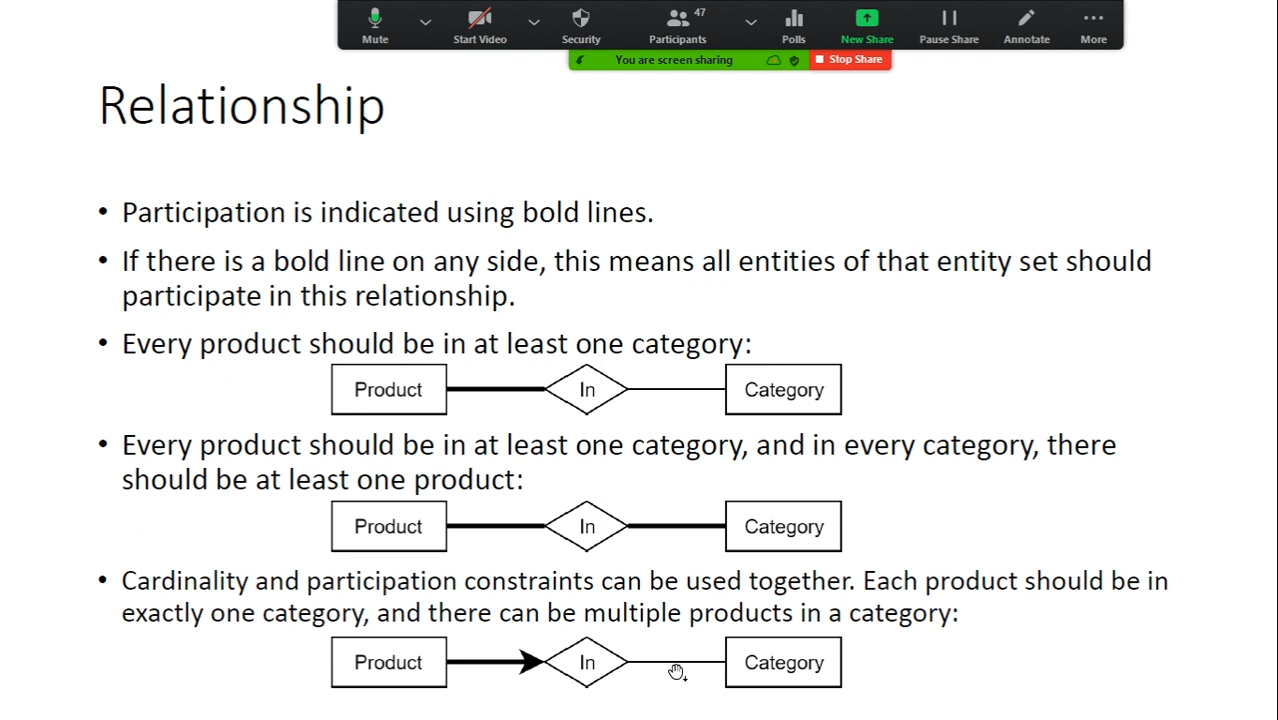 47
Mute Start Video Security Participants Polls New Share Pause Share Annotate More
You are screen sharing Stop Share
Relationship
• Participation is indicated using bold lines.
• If there is a bold line on any side, this means all entities of that entity set should
participate in this relationship.
• Every product should be in at least one category:
Product In Category
• Every product should be in at least one category, and in every category, there
should be at least one product:
Product In Category
• Cardinality and participation constraints can be used together. Each product should be in
exactly one category, and there can be multiple products in a category:
Product In Category